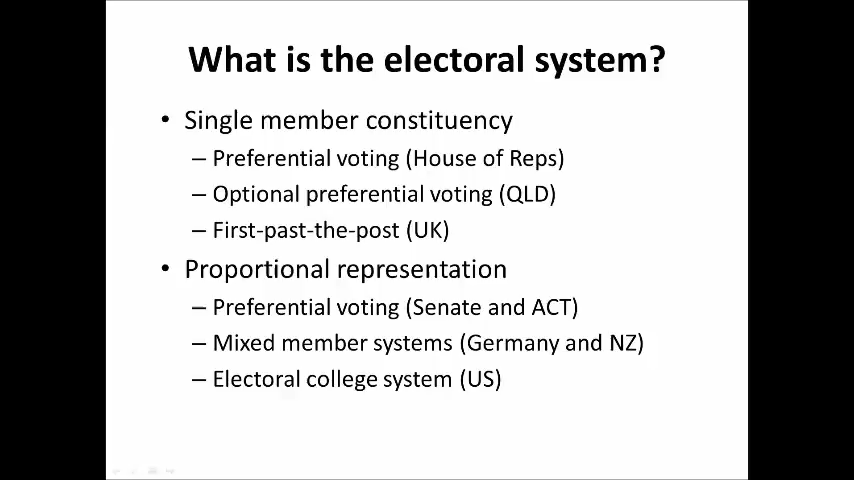 What is the electoral system?
• Single member constituency
– Preferential voting (House of Reps)
– Optional preferential voting (QLD)
– First-past-the-post (UK)
• Proportional representation
– Preferential voting (Senate and ACT)
– Mixed member systems (Germany and NZ)
– Electoral college system (US)